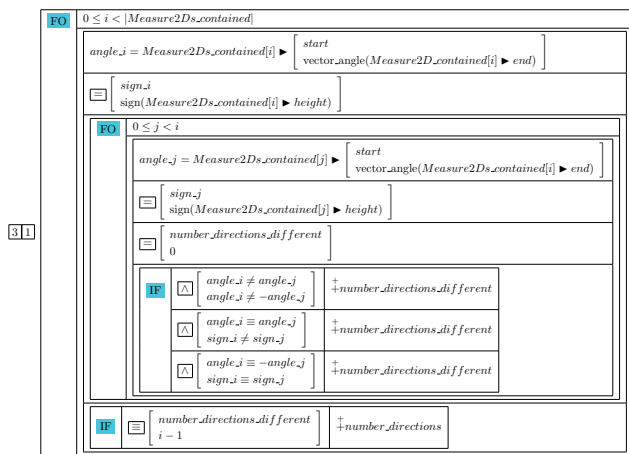 FO 0 ≤ i < |Measure2Ds_contained|
angle_i = Measure2Ds_contained[i] ▶ [ start
vector_angle(Measure2D_contained[i] ▶ end) ]
= [ sign_i
sign(Measure2Ds_contained[i] ▶ height) ]
FO 0 ≤ j < i
angle_j = Measure2Ds_contained[j] ▶ [ start
vector_angle(Measure2Ds_contained[i] ▶ end) ]
= [ sign_j
sign(Measure2Ds_contained[j] ▶ height) ]
31
= [ number_directions_different
0 ]
IF ∧ [ angle_i ≠ angle_j
angle_i ≠ −angle_j ] ++number_directions_different
∧ [ angle_i ≡ angle_j
sign_i ≠ sign_j ] ++number_directions_different
∧ [ angle_i ≡ −angle_j
sign_i ≡ sign_j ] ++number_directions_different
IF ≡ [ number_directions_different
i − 1 ] ++number_directions